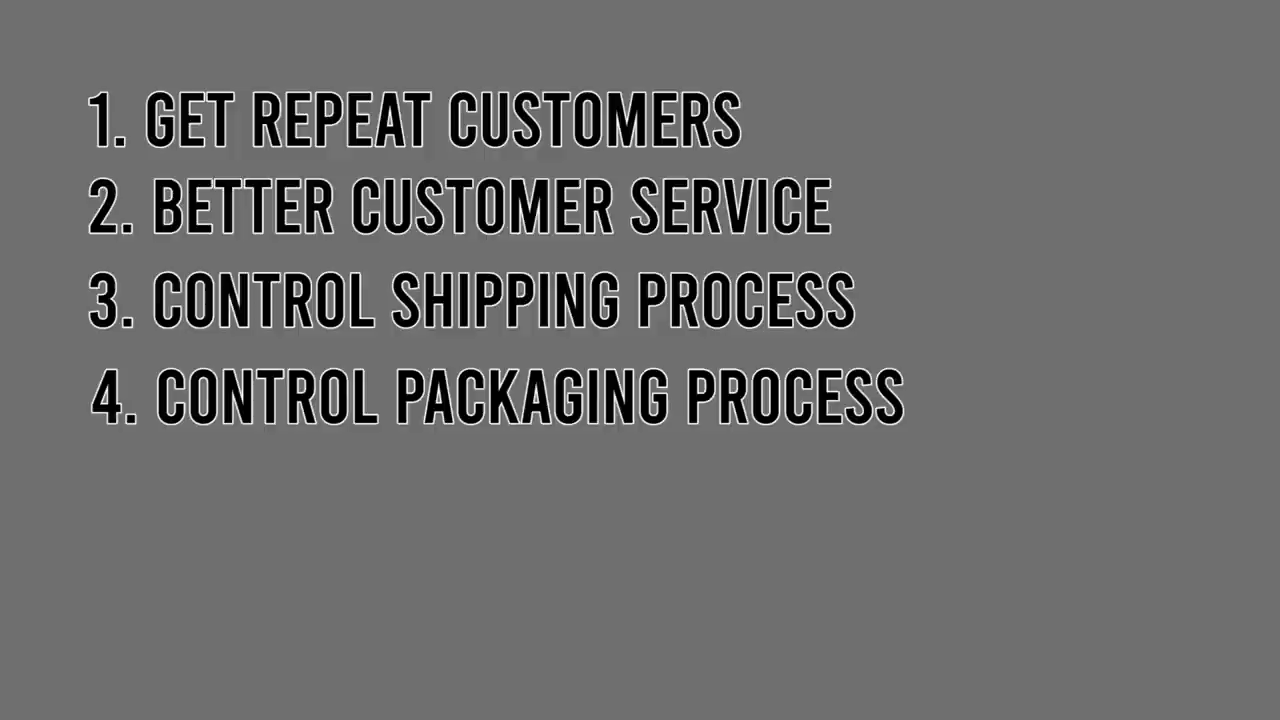 1. GET REPEAT CUSTOMERS
2. BETTER CUSTOMER SERVICE
3. CONTROL SHIPPING PROCESS
4. CONTROL PACKAGING PROCESS